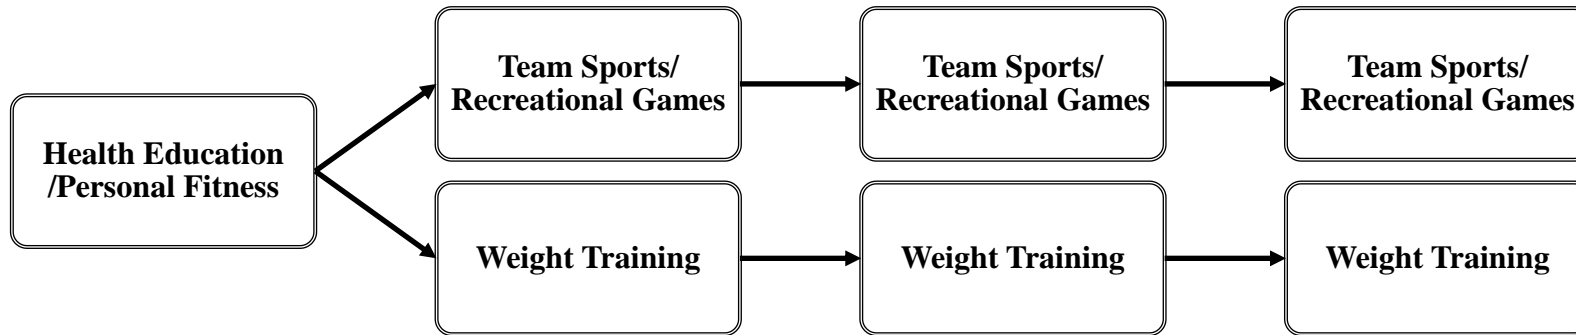 Health Education
/Personal Fitness
Team Sports/
Recreational Games
Team Sports/
Recreational Games
Team Sports/
Recreational Games
Weight Training
Weight Training
Weight Training